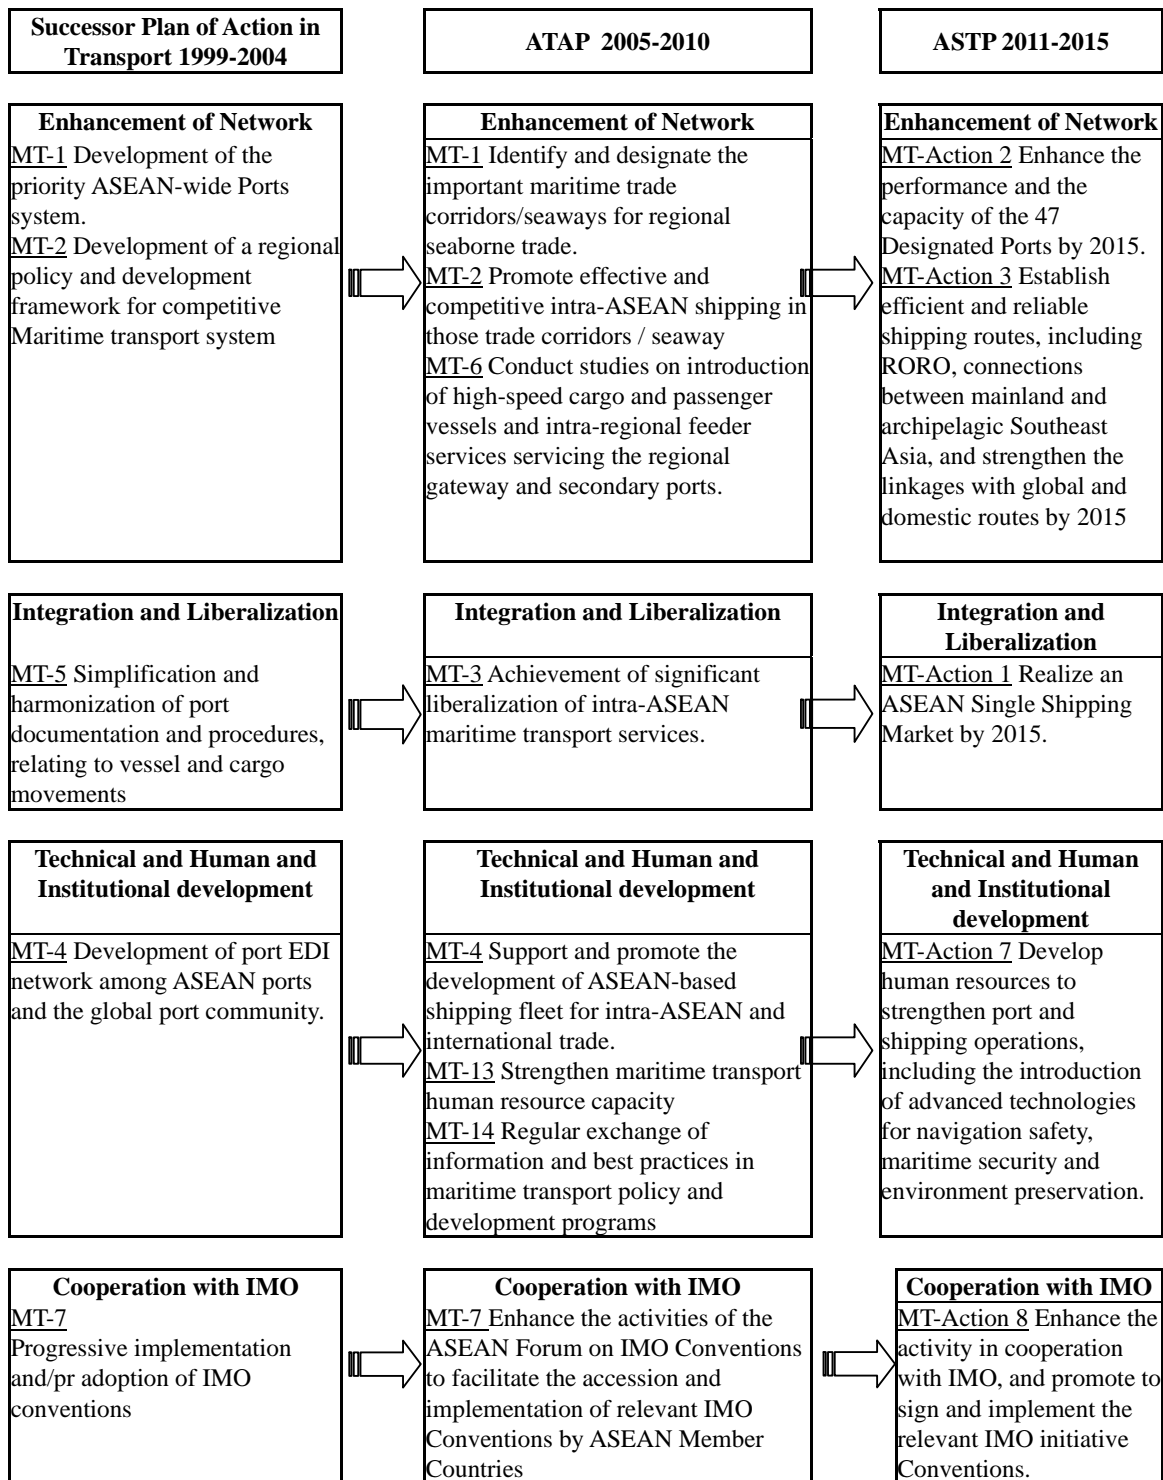 Successor Plan of Action in
Transport 1999-2004
ATAP  2005-2010
ASTP 2011-2015
Enhancement of Network
MT-1 Development of the
priority ASEAN-wide Ports
system.
MT-2 Development of a regional
policy and development
framework for competitive
Maritime transport system
Enhancement of Network
MT-1 Identify and designate the
important maritime trade
corridors/seaways for regional
seaborne trade.
MT-2 Promote effective and
competitive intra-ASEAN shipping in
those trade corridors / seaway
MT-6 Conduct studies on introduction
of high-speed cargo and passenger
vessels and intra-regional feeder
services servicing the regional
gateway and secondary ports.
Enhancement of Network
MT-Action 2 Enhance the
performance and the
capacity of the 47
Designated Ports by 2015.
MT-Action 3 Establish
efficient and reliable
shipping routes, including
RORO, connections
between mainland and
archipelagic Southeast
Asia, and strengthen the
linkages with global and
domestic routes by 2015
Integration and Liberalization
MT-5 Simplification and
harmonization of port
documentation and procedures,
relating to vessel and cargo
movements
Integration and Liberalization
MT-3 Achievement of significant
liberalization of intra-ASEAN
maritime transport services.
Integration and
Liberalization
MT-Action 1 Realize an
ASEAN Single Shipping
Market by 2015.
Technical and Human and
Institutional development
MT-4 Development of port EDI
network among ASEAN ports
and the global port community.
Technical and Human and
Institutional development
MT-4 Support and promote the
development of ASEAN-based
shipping fleet for intra-ASEAN and
international trade.
MT-13 Strengthen maritime transport
human resource capacity
MT-14 Regular exchange of
information and best practices in
maritime transport policy and
development programs
Technical and Human
and Institutional
development
MT-Action 7 Develop
human resources to
strengthen port and
shipping operations,
including the introduction
of advanced technologies
for navigation safety,
maritime security and
environment preservation.
Cooperation with IMO
MT-7
Progressive implementation
and/pr adoption of IMO
conventions
Cooperation with IMO
MT-7 Enhance the activities of the
ASEAN Forum on IMO Conventions
to facilitate the accession and
implementation of relevant IMO
Conventions by ASEAN Member
Countries
Cooperation with IMO
MT-Action 8 Enhance the
activity in cooperation
with IMO, and promote to
sign and implement the
relevant IMO initiative
Conventions.